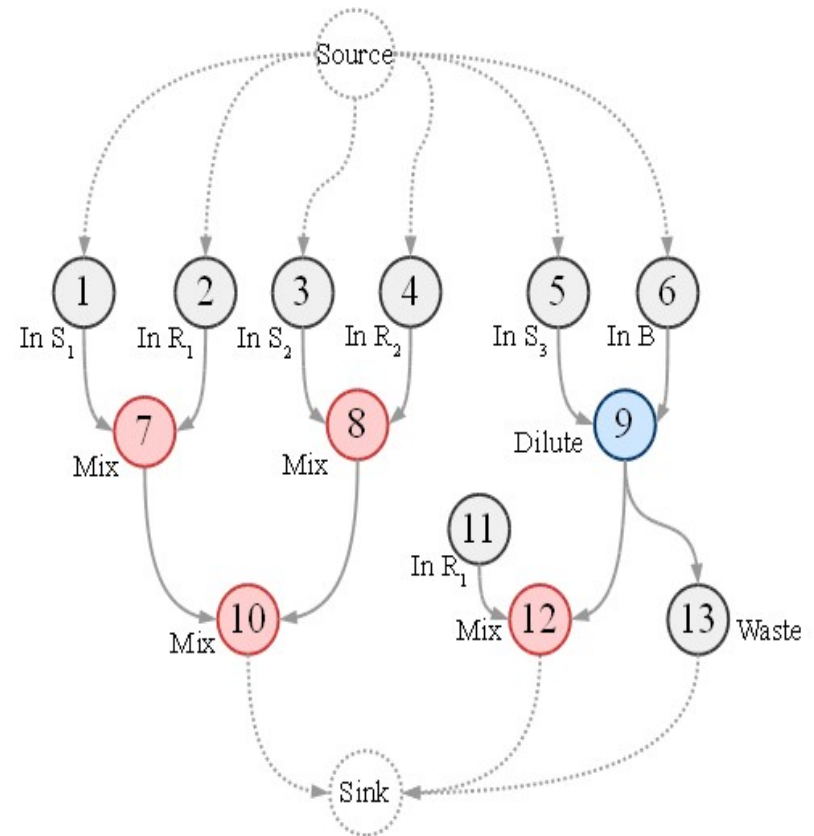 Source
1
2
3
4
5
6
In S₁
In R₁
In S₂
In R₂
In S₃
In B
7
8
9
Mix
Mix
Dilute
11
In R₁
10
12
13
Mix
Mix
Waste
Sink